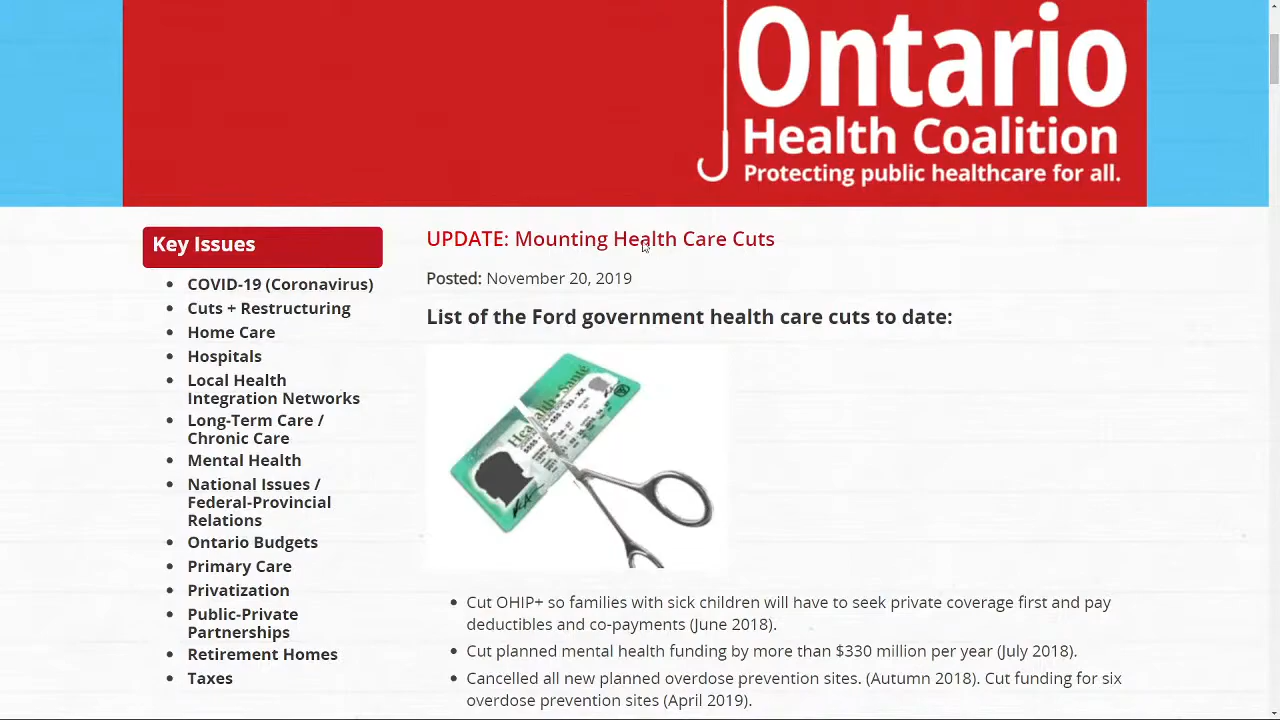 Ontario
Health Coalition
Protecting public healthcare for all.
Key Issues
COVID-19 (Coronavirus)
Cuts + Restructuring
Home Care
Hospitals
Local Health
Integration Networks
Long-Term Care /
Chronic Care
Mental Health
National Issues /
Federal-Provincial
Relations
Ontario Budgets
Primary Care
Privatization
Public-Private
Partnerships
Retirement Homes
Taxes
UPDATE: Mounting Health Care Cuts
Posted: November 20, 2019
List of the Ford government health care cuts to date:
Health Santé
Cut OHIP+ so families with sick children will have to seek private coverage first and pay
deductibles and co-payments (June 2018).
Cut planned mental health funding by more than $330 million per year (July 2018).
Cancelled all new planned overdose prevention sites. (Autumn 2018). Cut funding for six
overdose prevention sites (April 2019).